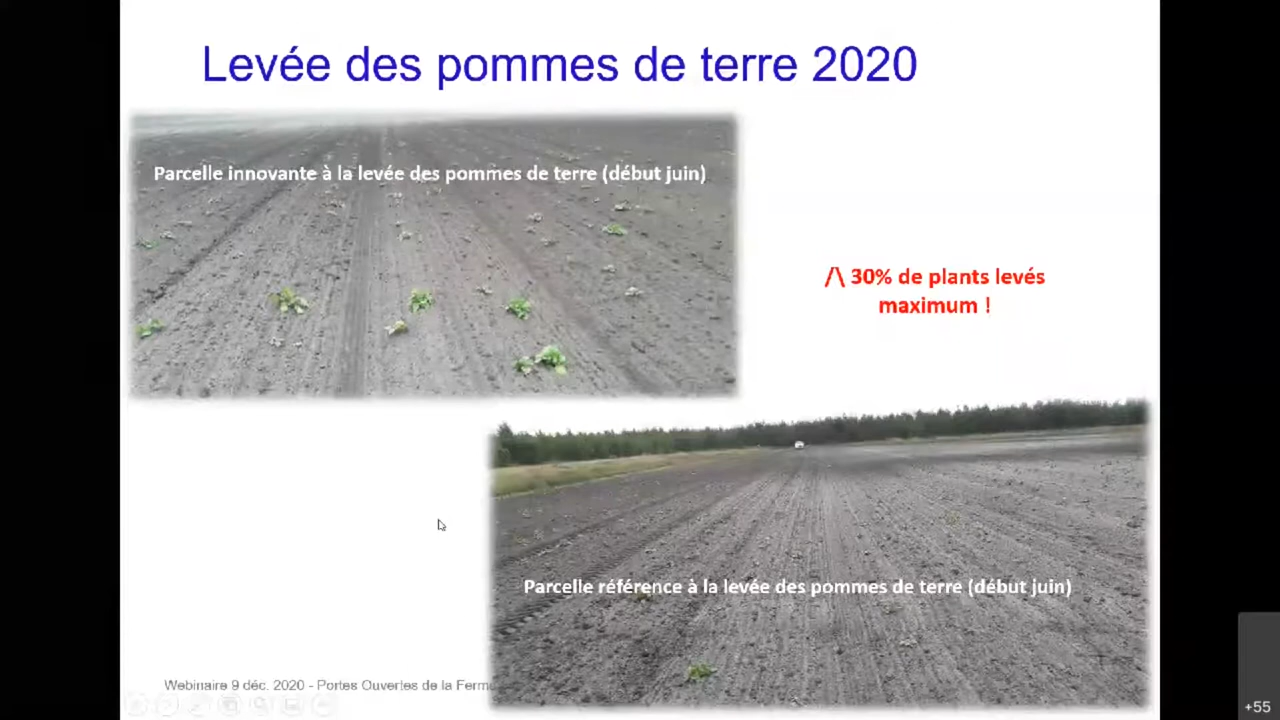 Levée des pommes de terre 2020
Parcelle innovante à la levée des pommes de terre (début juin)
/\ 30% de plants levés
maximum !
Parcelle référence à la levée des pommes de terre (début juin)
Webinaire 9 déc. 2020 - Portes Ouvertes de la Ferme
+55